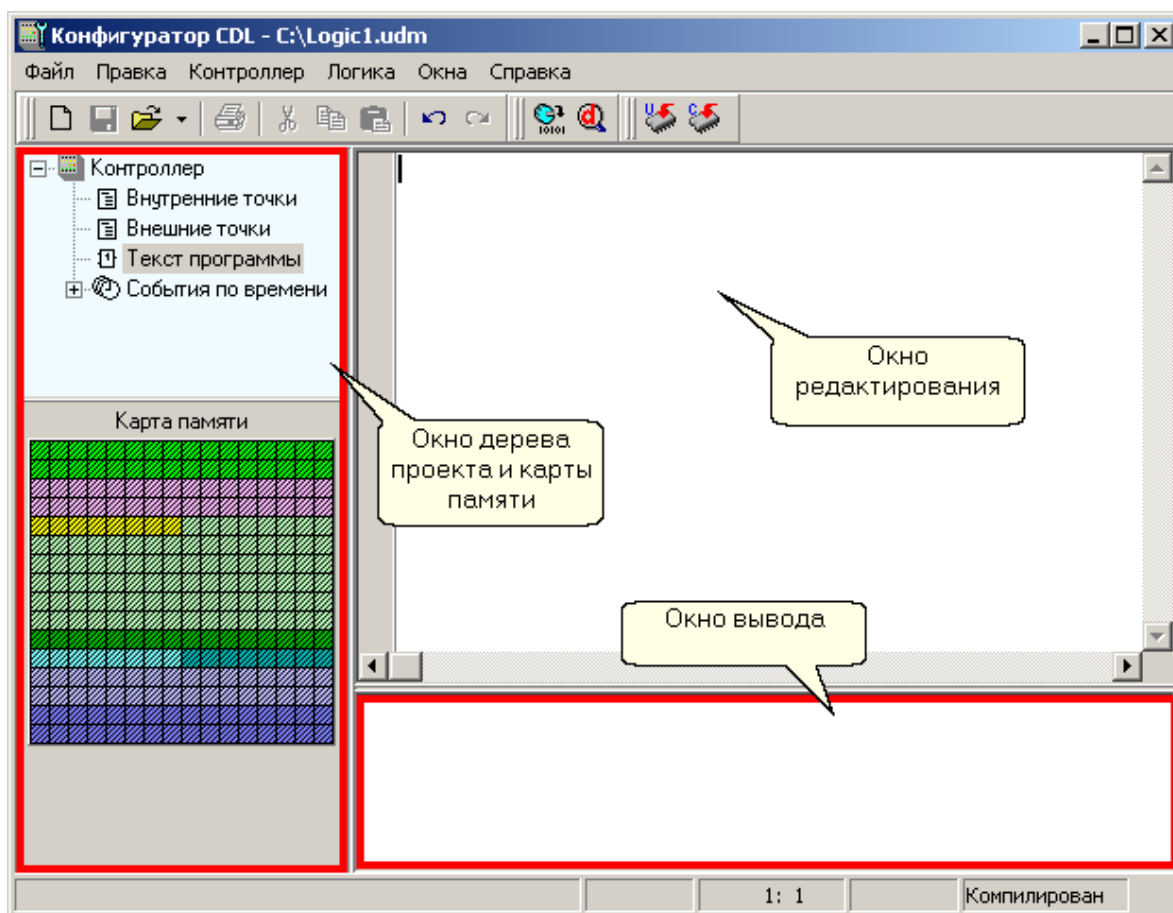 Конфигуратор CDL - C:\Logic1.udm
Файл Правка Контроллер Логика Окна Справка
Контроллер
Внутренние точки
Внешние точки
Текст программы
События по времени
Карта памяти
Окно
редактирования
Окно дерева
проекта и карты
памяти
Окно вывода
1: 1
Компилирован